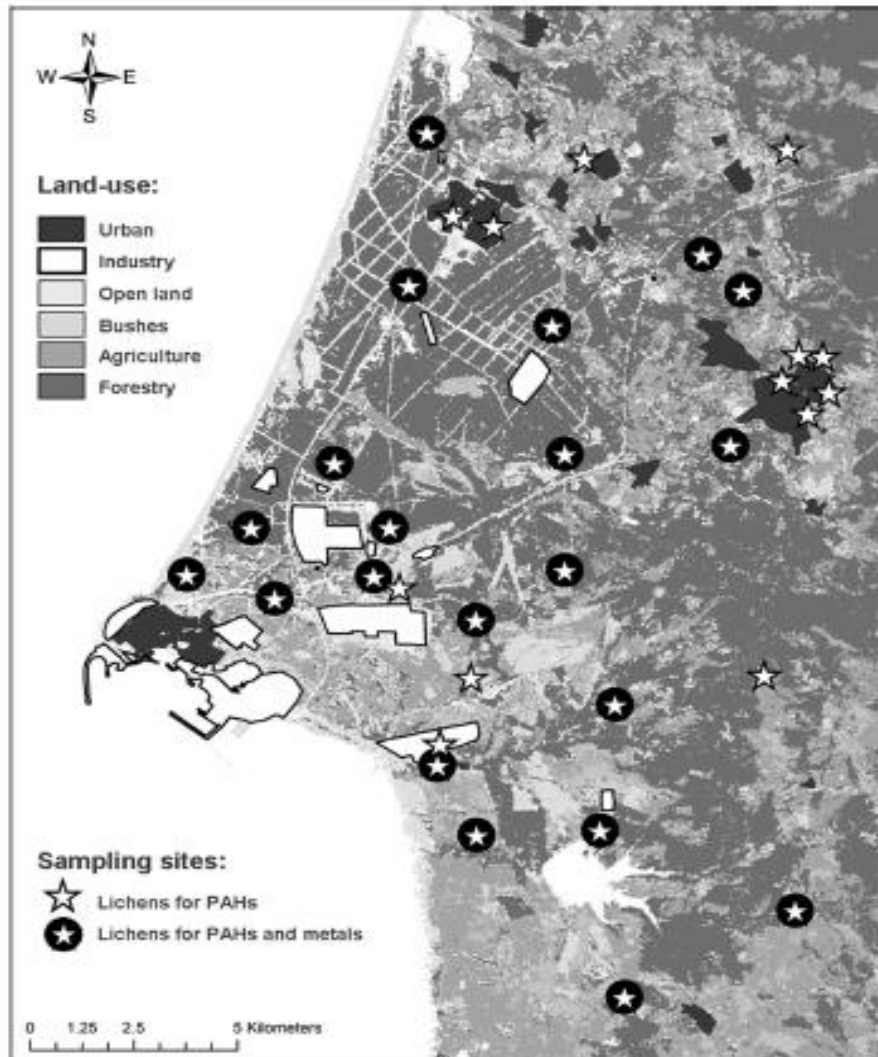 N
W E
S
Land-use:
Urban
Industry
Open land
Bushes
Agriculture
Forestry
Sampling sites:
Lichens for PAHs
Lichens for PAHs and metals
0 1.25 2.5 5 Kilometers